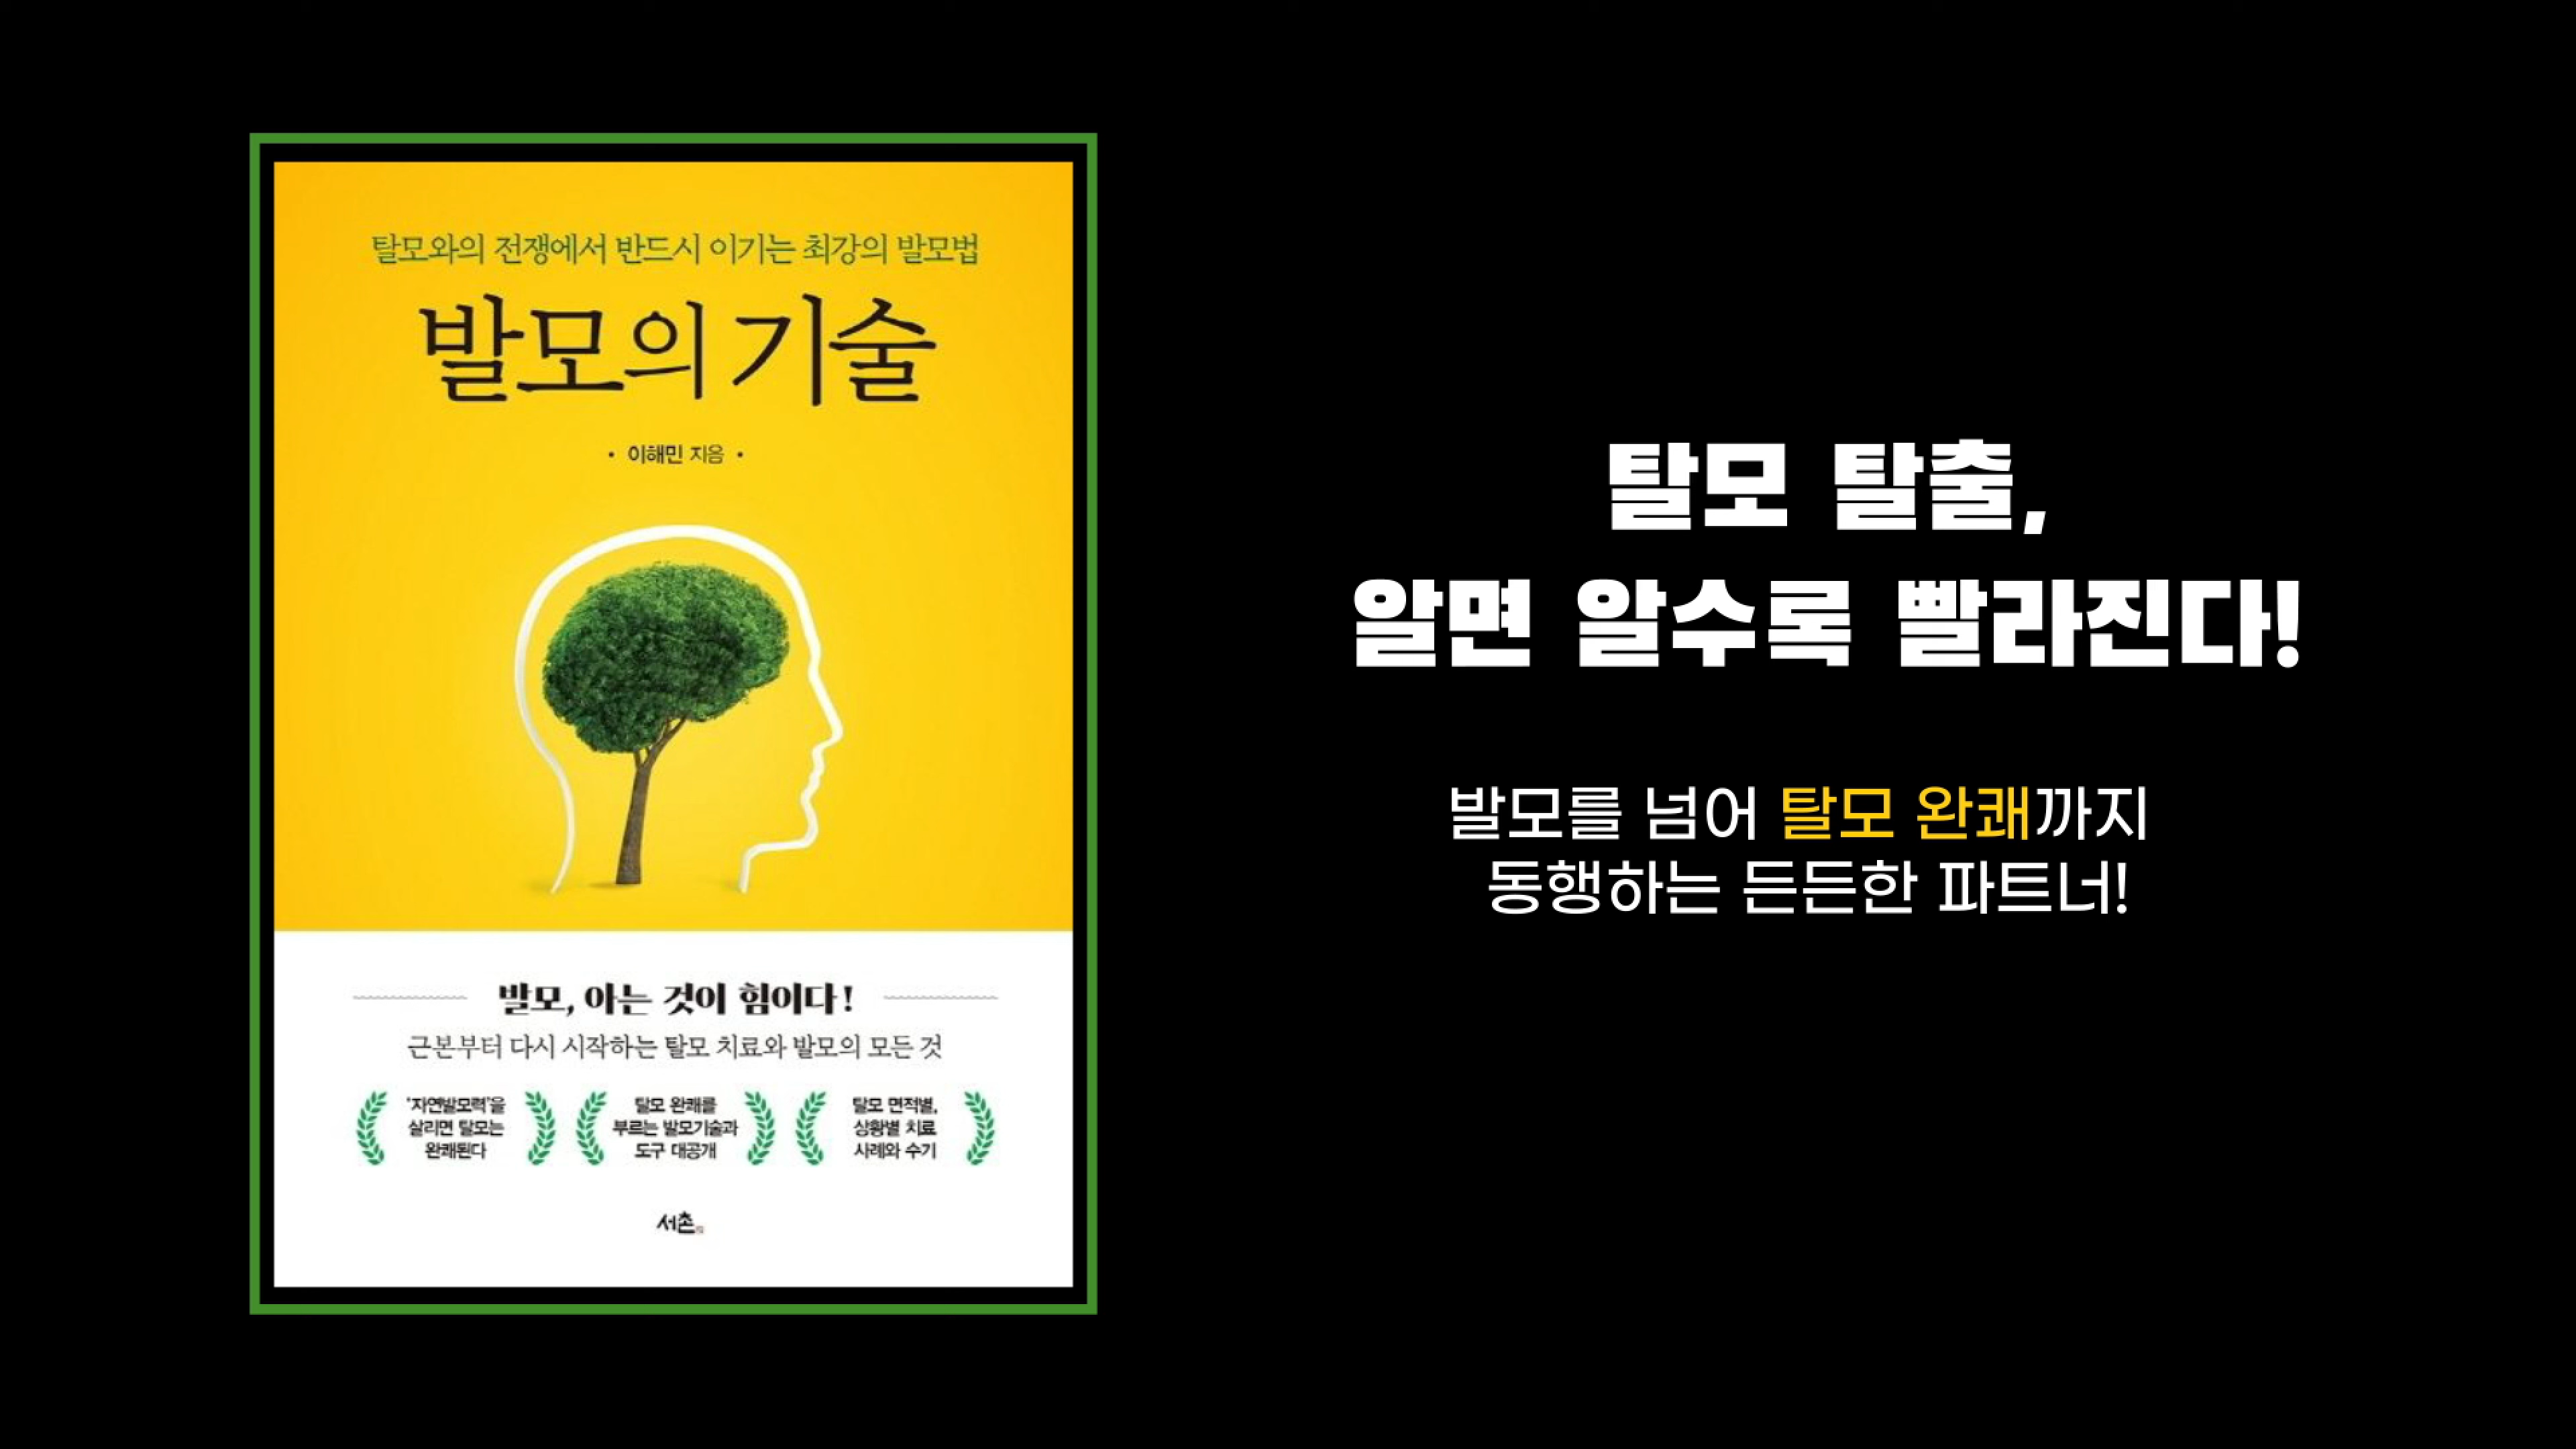 탈모와의 전쟁에서 반드시 이기는 최강의 발모법
발모의 기술
· 이해민 지음 ·
발모, 아는 것이 힘이다!
근본부터 다시 시작하는 탈모 치료와 발모의 모든 것
'자연발모력'을
살리면 탈모는
완쾌된다
탈모 완쾌를
부르는 발모기술과
도구 대공개
탈모 면적별,
상황별 치료
사례와 수기
서촌
탈모 탈출,
알면 알수록 빨라진다!
발모를 넘어 탈모 완쾌까지
동행하는 든든한 파트너!